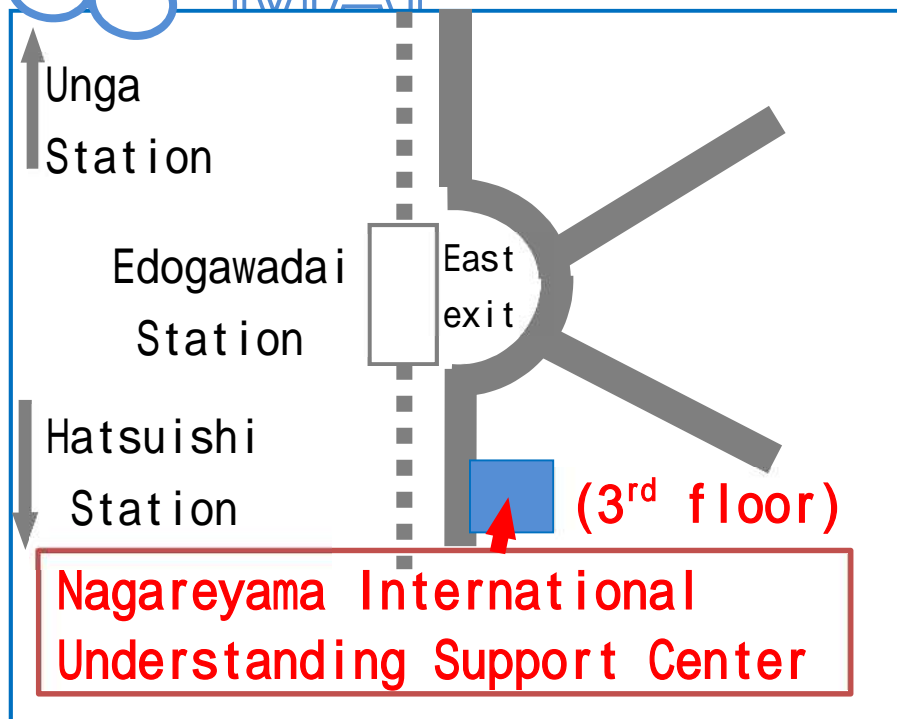 Unga
Station
Edogawadai
Station
East
exit
Hatsuishi
Station
(3rd floor)
Nagareyama International
Understanding Support Center